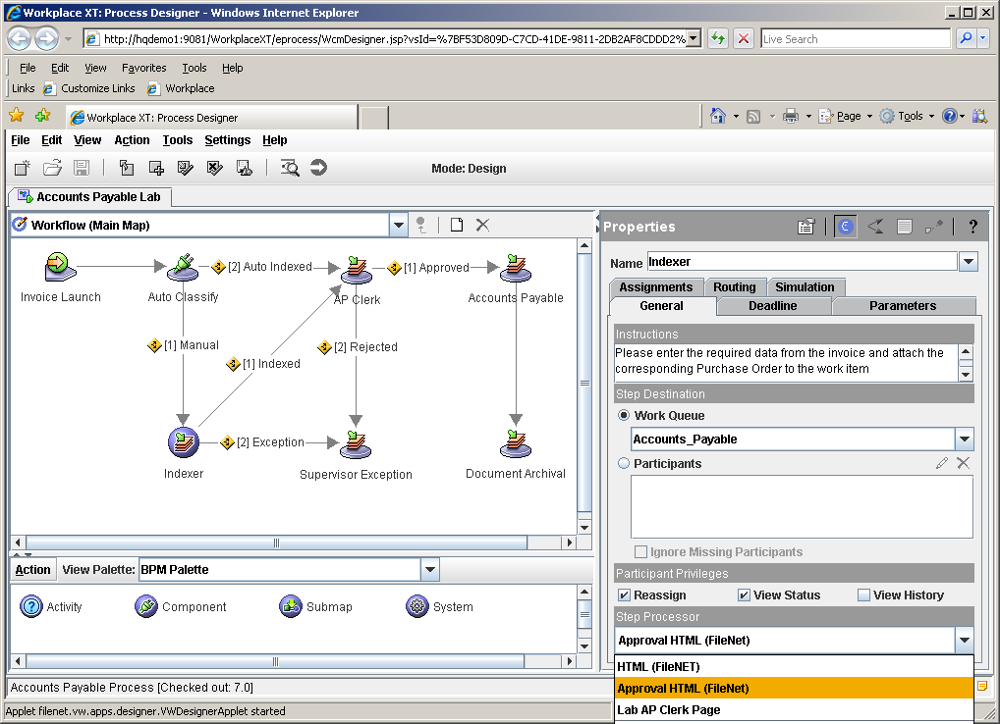 Workplace XT: Process Designer - Windows Internet Explorer
http://hqdemo1:9081/WorkplaceXT/eprocess/WcmDesigner.jsp?vsId=%7BF53D809D-C7CD-41DE-9811-2DB2AF8CDDD2%
Live Search
File Edit View Favorites Tools Help
Links Customize Links Workplace
Workplace XT: Process Designer
Page Tools
File Edit View Action Tools Settings Help
Mode: Design
Accounts Payable Lab
Workflow (Main Map)
Invoice Launch
Auto Classify
[2] Auto Indexed
AP Clerk
[1] Approved
Accounts Payable
[1] Manual
[2] Rejected
[1] Indexed
[2] Exception
Indexer
Supervisor Exception
Document Archival
Action View Palette: BPM Palette
Activity Component Submap System
Accounts Payable Process [Checked out: 7.0]
Applet filenet.vw.apps.designer.VWDesignerApplet started
Properties
Name Indexer
Assignments Routing Simulation
General Deadline Parameters
Instructions
Please enter the required data from the invoice and attach the
corresponding Purchase Order to the work item
Step Destination
Work Queue
Accounts_Payable
Participants
Ignore Missing Participants
Participant Privileges
Reassign View Status View History
Step Processor
Approval HTML (FileNet)
HTML (FileNET)
Approval HTML (FileNet)
Lab AP Clerk Page